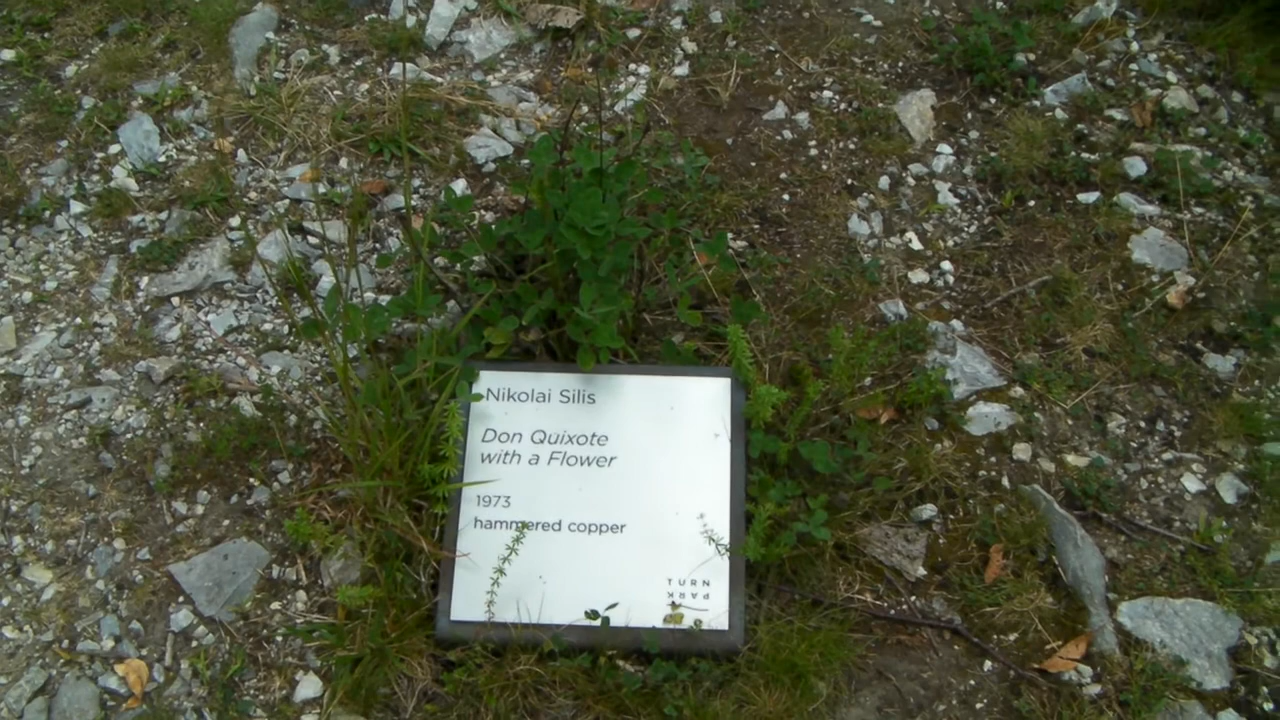 Nikolai Silis
Don Quixote
with a Flower
1973
hammered copper
TURN
PARK